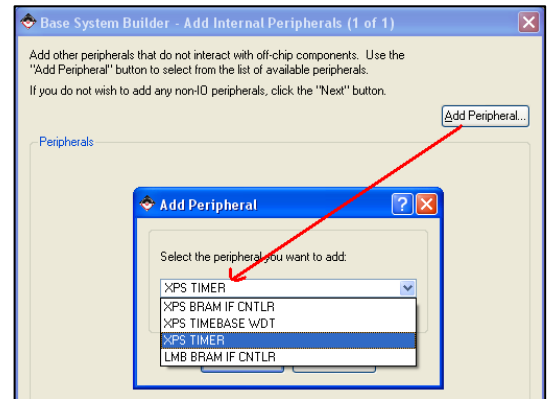 Base System Builder - Add Internal Peripherals (1 of 1)
Add other peripherals that do not interact with off-chip components. Use the
"Add Peripheral" button to select from the list of available peripherals.
If you do not wish to add any non-IO peripherals, click the "Next" button.
Add Peripheral...
Peripherals
Add Peripheral
Select the peripheral you want to add:
XPS TIMER
XPS BRAM IF CNTLR
XPS TIMEBASE WDT
XPS TIMER
LMB BRAM IF CNTLR